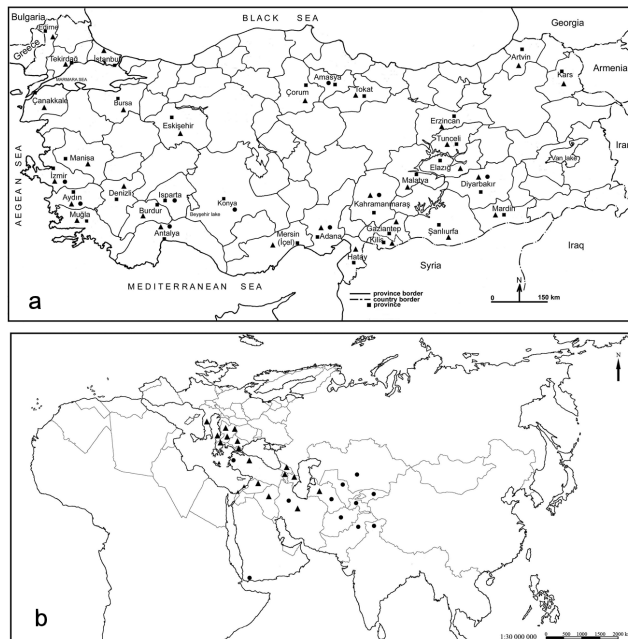 a
Bulgaria
BLACK SEA
Georgia
Edirne
Greece
Tekirdağ
İstanbul
MARMARA SEA
Artvin
Kars
Armenia
Çanakkale
Bursa
Çorum
Amasya
Tokat
Eskişehir
Erzincan
Tunceli
Iran
AEGEAN SEA
Manisa
Elazığ
Van lake
İzmir
Malatya
Diyarbakır
Aydın
Denizli
Isparta
Konya
Kahramanmaraş
Muğla
Burdur
Beyşehir lake
Mardin
Antalya
Mersin
(İçel)
Adana
Gaziantep
Kilis
Şanlıurfa
Hatay
Syria
Iraq
MEDITERRANEAN SEA
province border
country border
province
N
0 150 km
b
N
1:30 000 000
0 500 1000 1500 2000 km